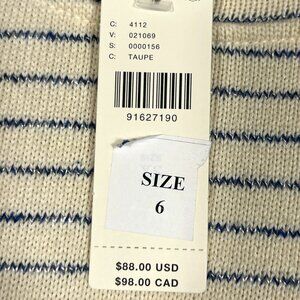 C: 4112
V: 021069
S: 0000156
C: TAUPE
91627190
SIZE
6
$88.00 USD
$98.00 CAD